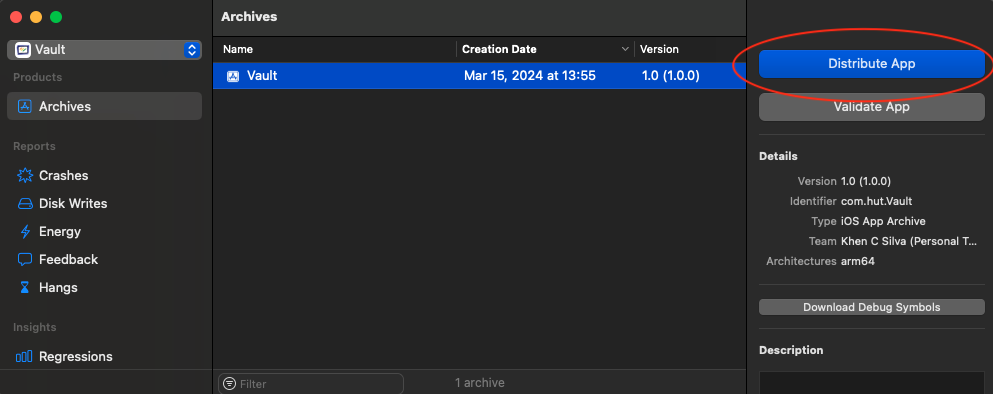 Vault
Products
Archives
Reports
Crashes
Disk Writes
Energy
Feedback
Hangs
Insights
Regressions
Archives
Name Creation Date Version
Vault Mar 15, 2024 at 13:55 1.0 (1.0.0)
Filter 1 archive
Distribute App
Validate App
Details
Version 1.0 (1.0.0)
Identifier com.hut.Vault
Type iOS App Archive
Team Khen C Silva (Personal T...
Architectures arm64
Download Debug Symbols
Description